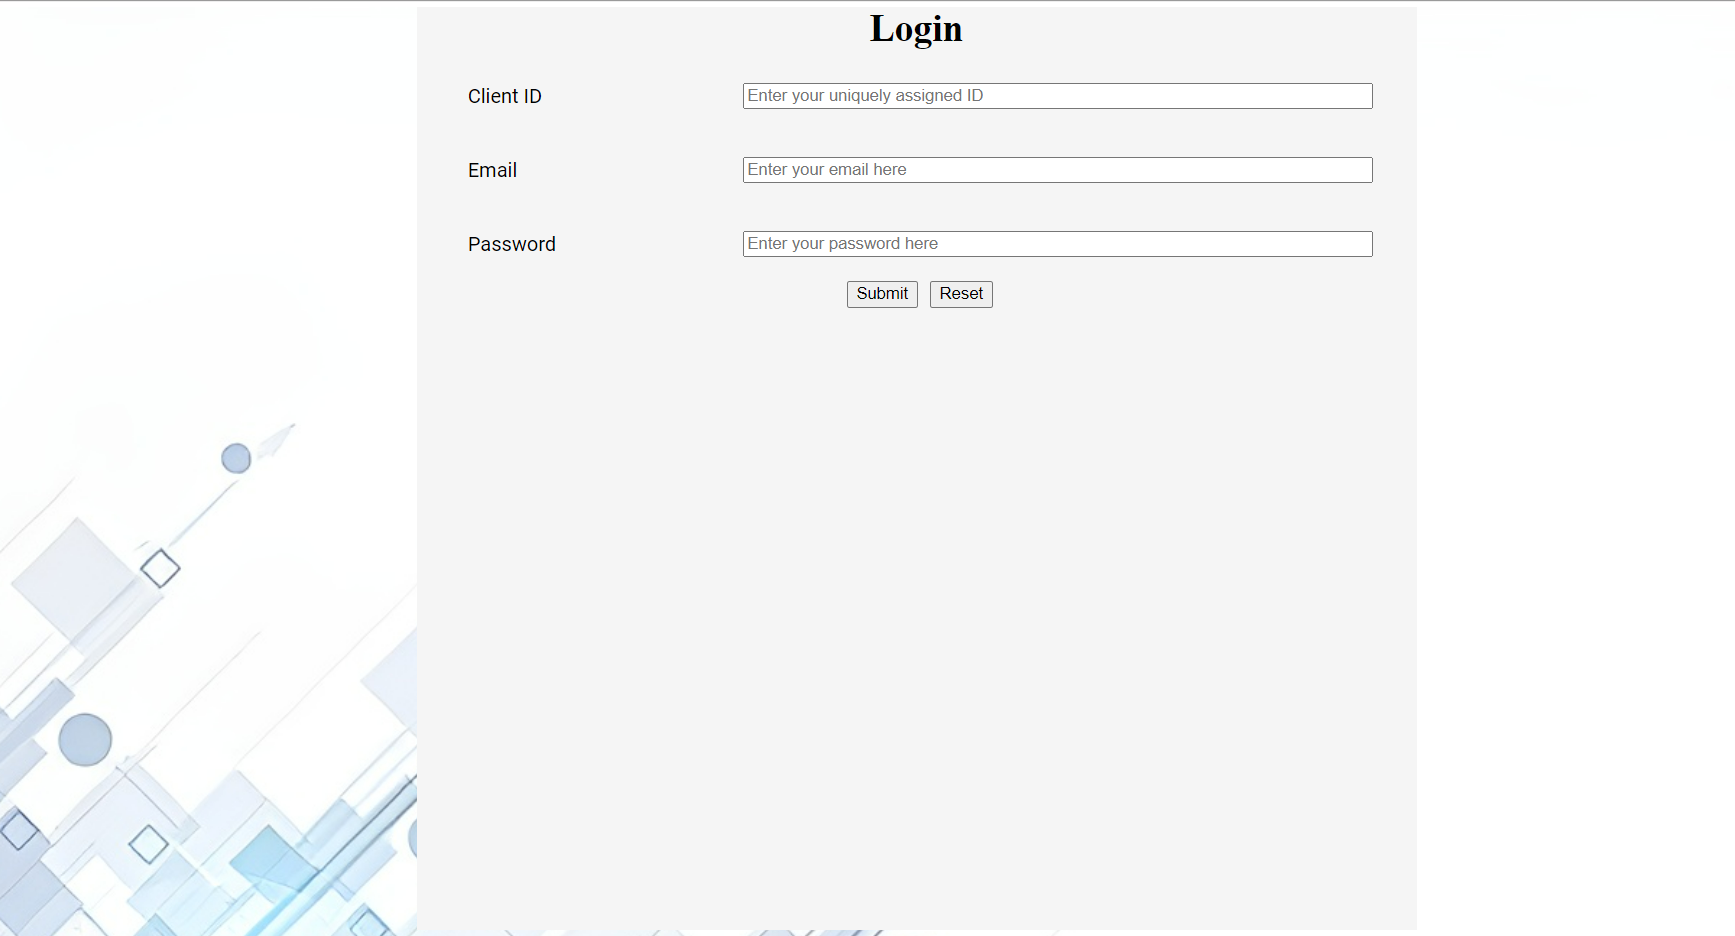 Login
Client ID Enter your uniquely assigned ID
Email Enter your email here
Password Enter your password here
Submit Reset